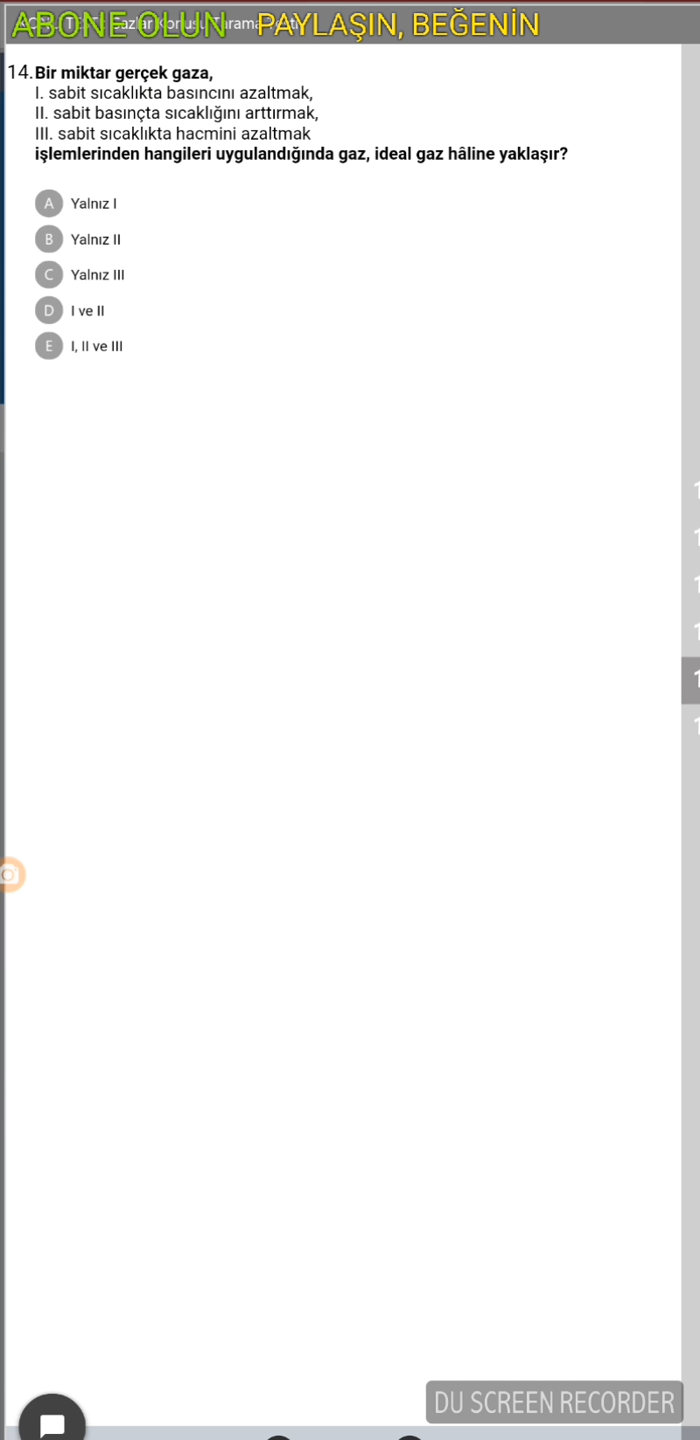 ABONE OLUN PAYLAŞIN, BEĞENİN
14. Bir miktar gerçek gaza,
I. sabit sıcaklıkta basıncını azaltmak,
II. sabit basınçta sıcaklığını arttırmak,
III. sabit sıcaklıkta hacmini azaltmak
işlemlerinden hangileri uygulandığında gaz, ideal gaz hâline yaklaşır?
A Yalnız I
B Yalnız II
C Yalnız III
D I ve II
E I, II ve III
DU SCREEN RECORDER